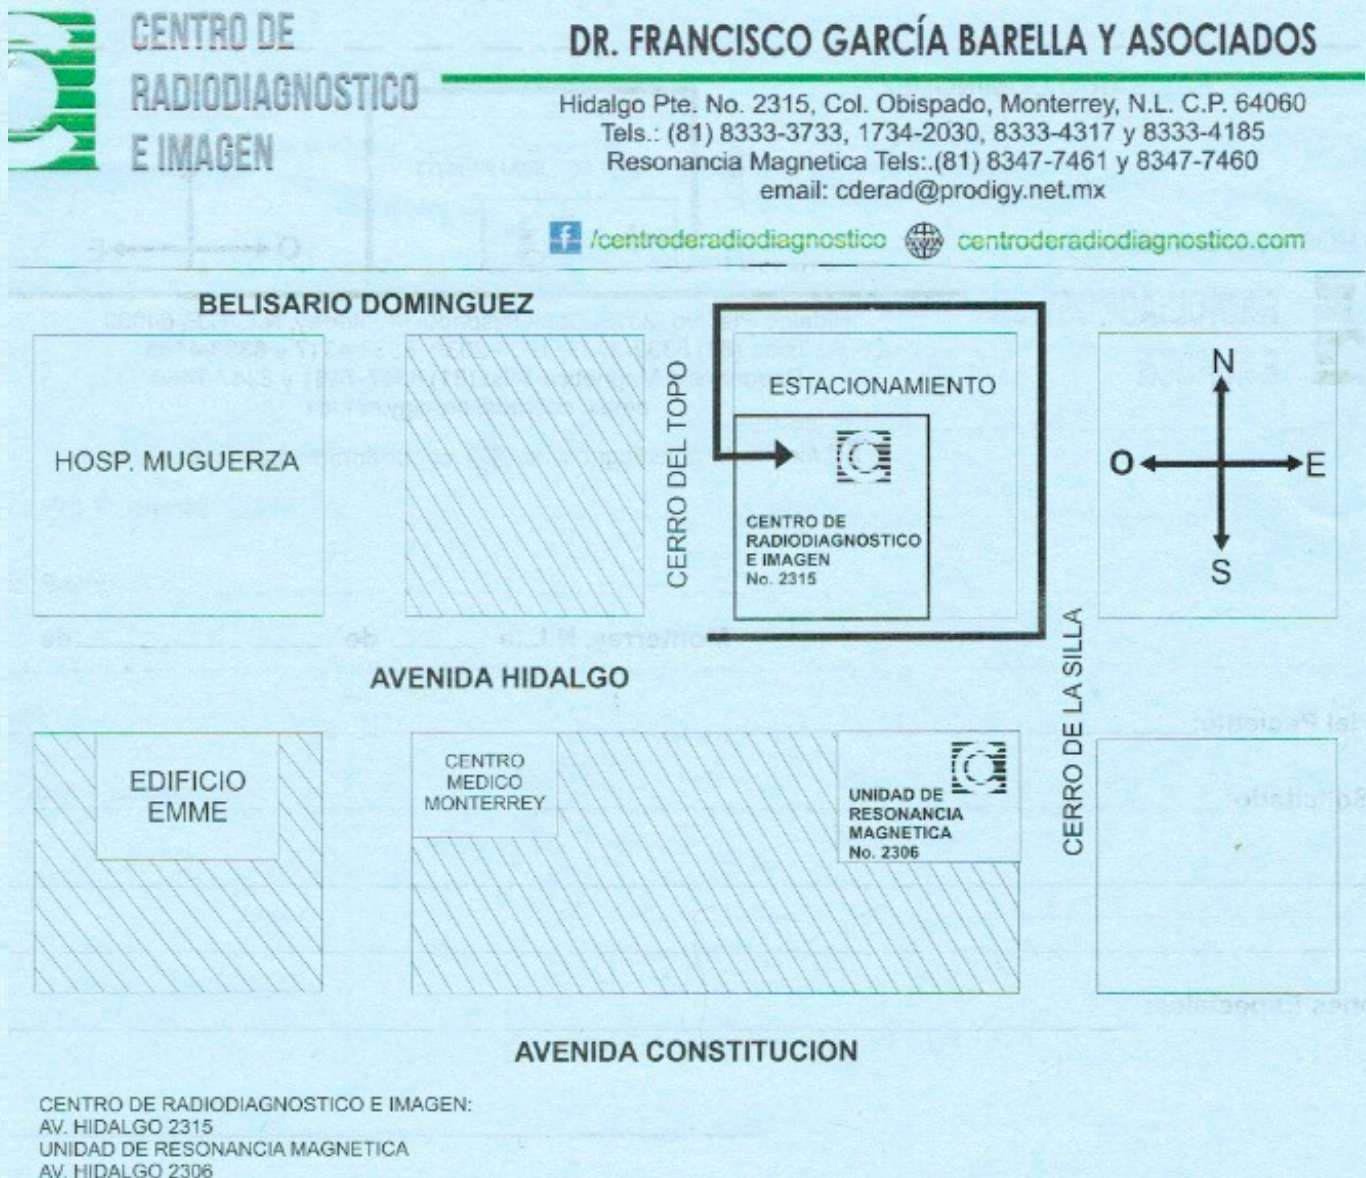 CENTRO DE
RADIODIAGNOSTICO
E IMAGEN
DR. FRANCISCO GARCÍA BARELLA Y ASOCIADOS
Hidalgo Pte. No. 2315, Col. Obispado, Monterrey, N.L. C.P. 64060
Tels.: (81) 8333-3733, 1734-2030, 8333-4317 y 8333-4185
Resonancia Magnetica Tels:.(81) 8347-7461 y 8347-7460
email: cderad@prodigy.net.mx
f /centroderadiodiagnostico www centroderadiodiagnostico.com
BELISARIO DOMINGUEZ
HOSP. MUGUERZA
CERRO DEL TOPO
ESTACIONAMIENTO
CENTRO DE
RADIODIAGNOSTICO
E IMAGEN
No. 2315
N
O E
S
AVENIDA HIDALGO
CERRO DE LA SILLA
EDIFICIO
EMME
CENTRO
MEDICO
MONTERREY
UNIDAD DE
RESONANCIA
MAGNETICA
No. 2306
AVENIDA CONSTITUCION
CENTRO DE RADIODIAGNOSTICO E IMAGEN:
AV. HIDALGO 2315
UNIDAD DE RESONANCIA MAGNETICA
AV. HIDALGO 2306